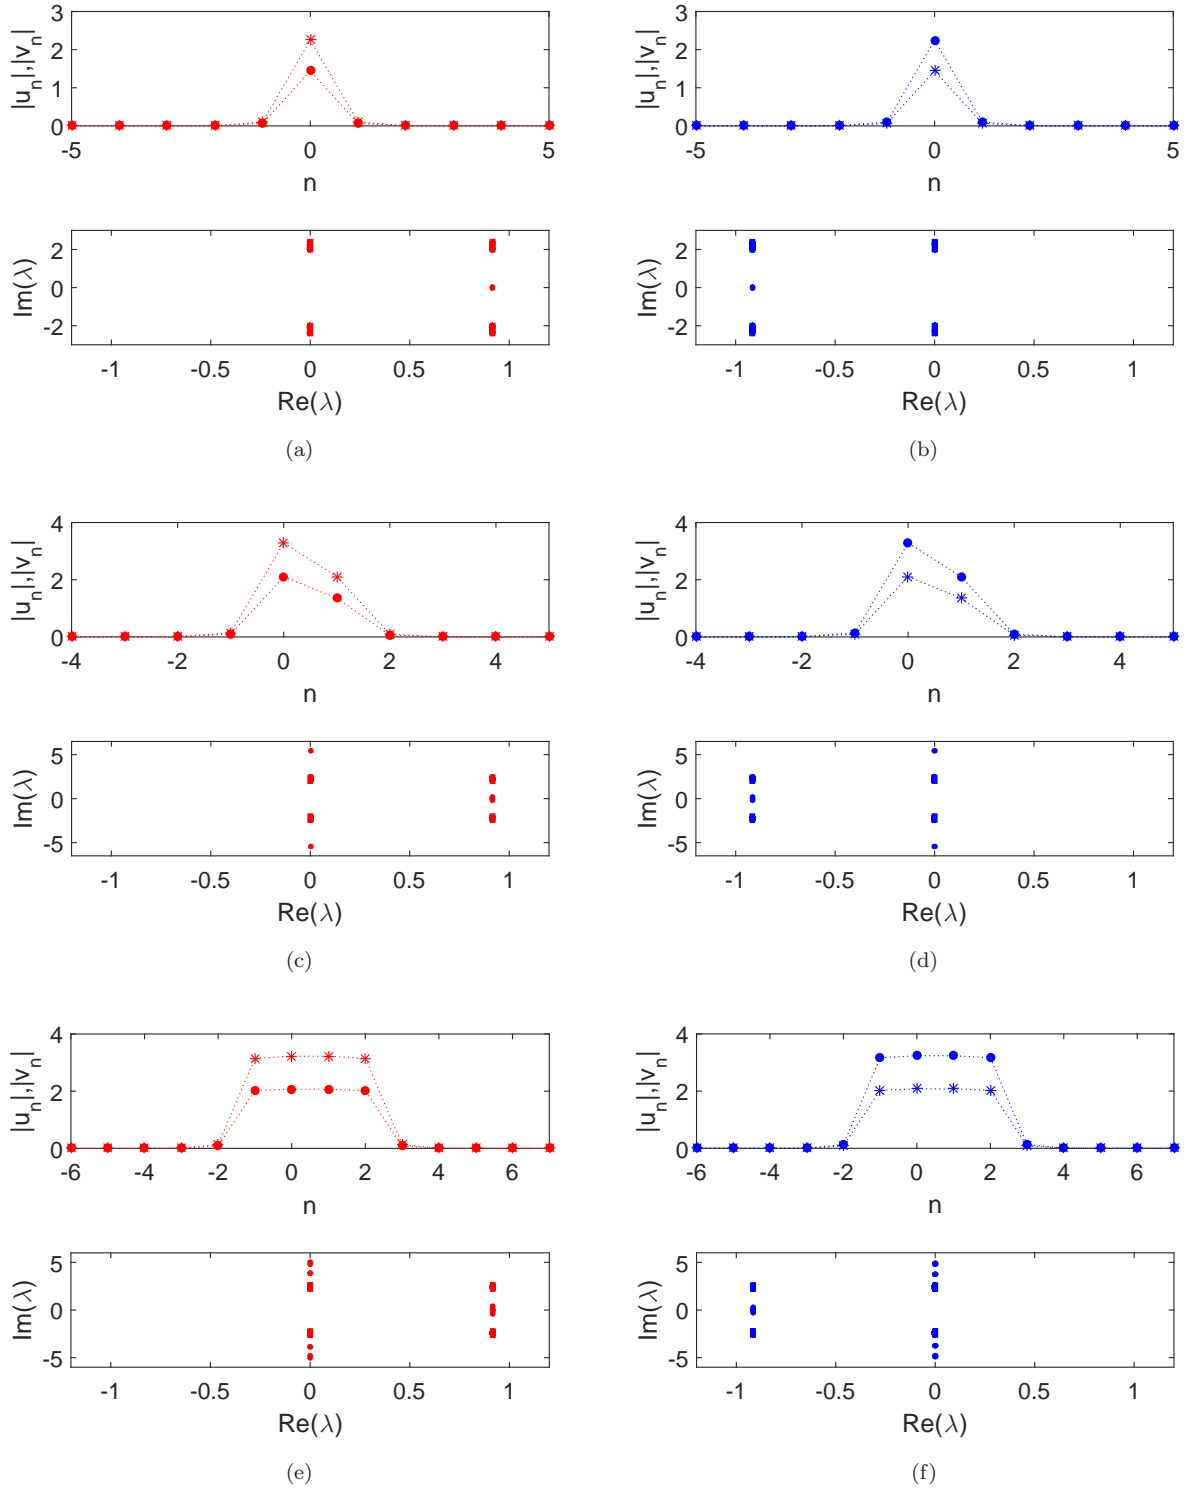 3
2
1
0
|u_n|,|v_n|
-5 0 5
n
2
0
-2
Im(λ)
-1 -0.5 0 0.5 1
Re(λ)
(a)
3
2
1
0
|u_n|,|v_n|
-5 0 5
n
2
0
-2
Im(λ)
-1 -0.5 0 0.5 1
Re(λ)
(b)
4
2
0
|u_n|,|v_n|
-4 -2 0 2 4
n
5
0
-5
Im(λ)
-1 -0.5 0 0.5 1
Re(λ)
(c)
4
2
0
|u_n|,|v_n|
-4 -2 0 2 4
n
5
0
-5
Im(λ)
-1 -0.5 0 0.5 1
Re(λ)
(d)
4
2
0
|u_n|,|v_n|
-6 -4 -2 0 2 4 6
n
5
0
-5
Im(λ)
-1 -0.5 0 0.5 1
Re(λ)
(e)
4
2
0
|u_n|,|v_n|
-6 -4 -2 0 2 4 6
n
5
0
-5
Im(λ)
-1 -0.5 0 0.5 1
Re(λ)
(f)